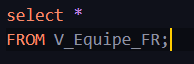 select *
FROM V_Equipe_FR;